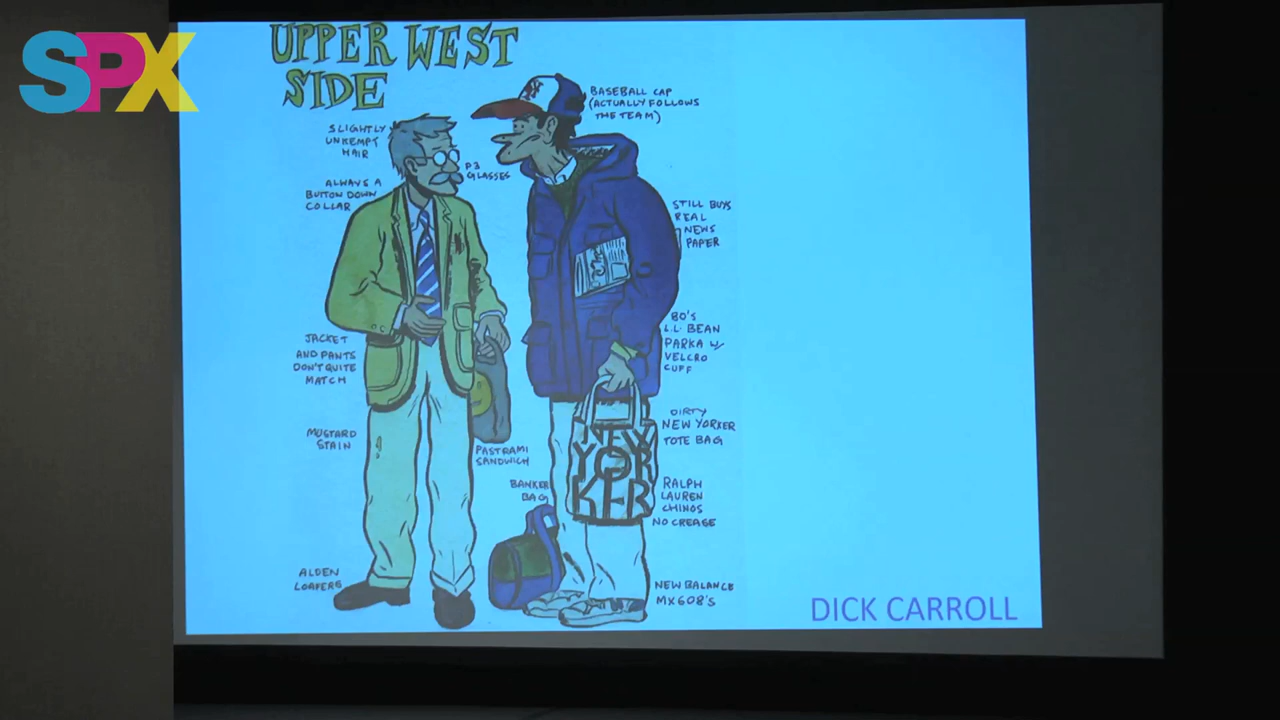 SPX
UPPER WEST
SIDE
SLIGHTLY
UNKEMPT
HAIR
ALWAYS A
BUTTON DOWN
COLLAR
P3
GLASSES
BASEBALL CAP
(ACTUALLY FOLLOWS
THE TEAM)
STILL BUYS
REAL
NEWS
PAPER
JACKET
AND PANTS
DON'T QUITE
MATCH
80'S
L.L. BEAN
PARKA W/
VELCRO
CUFF
MUSTARD
STAIN
PASTRAMI
SANDWICH
DIRTY
NEW YORKER
TOTE BAG
NEW
YOR
KER
BANKER
BAG
RALPH
LAUREN
CHINOS
NO CREASE
ALDEN
LOAFERS
NEW BALANCE
MX608'S
DICK CARROLL